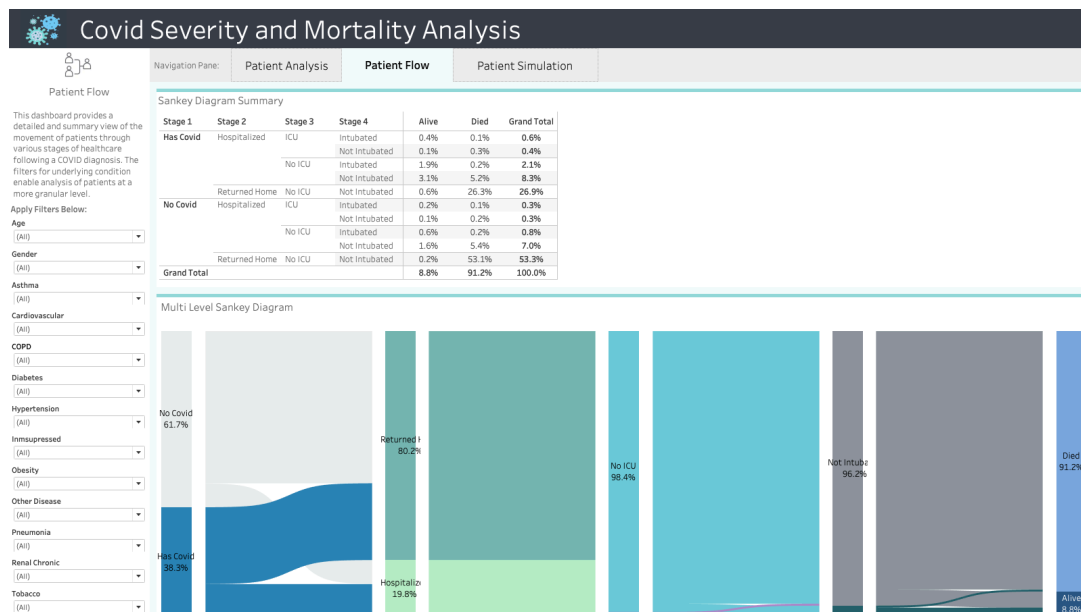 Covid Severity and Mortality Analysis
Navigation Pane: Patient Analysis Patient Flow Patient Simulation
Patient Flow
This dashboard provides a
detailed and summary view of the
movement of patients through
various stages of healthcare
following a COVID diagnosis. The
filters for underlying condition
enable analysis of patients at a
more granular level.
Apply Filters Below:
Age
(All)
Gender
(All)
Asthma
(All)
Cardiovascular
(All)
COPD
(All)
Diabetes
(All)
Hypertension
(All)
Inmsupressed
(All)
Obesity
(All)
Other Disease
(All)
Pneumonia
(All)
Renal Chronic
(All)
Tobacco
(All)
Sankey Diagram Summary
Stage 1 Stage 2 Stage 3 Stage 4 Alive Died Grand Total
Has Covid Hospitalized ICU Intubated 0.4% 0.1% 0.6%
Not Intubated 0.1% 0.3% 0.4%
No ICU Intubated 1.9% 0.2% 2.1%
Not Intubated 3.1% 5.2% 8.3%
Returned Home No ICU Not Intubated 0.6% 26.3% 26.9%
No Covid Hospitalized ICU Intubated 0.2% 0.1% 0.3%
Not Intubated 0.1% 0.2% 0.3%
No ICU Intubated 0.6% 0.2% 0.8%
Not Intubated 1.6% 5.4% 7.0%
Returned Home No ICU Not Intubated 0.2% 53.1% 53.3%
Grand Total 8.8% 91.2% 100.0%
Multi Level Sankey Diagram
No Covid
61.7%
Has Covid
38.3%
Returned H
80.2%
Hospitaliz
19.8%
No ICU
98.4%
Not Intuba
96.2%
Died
91.2%
Alive
8.8%